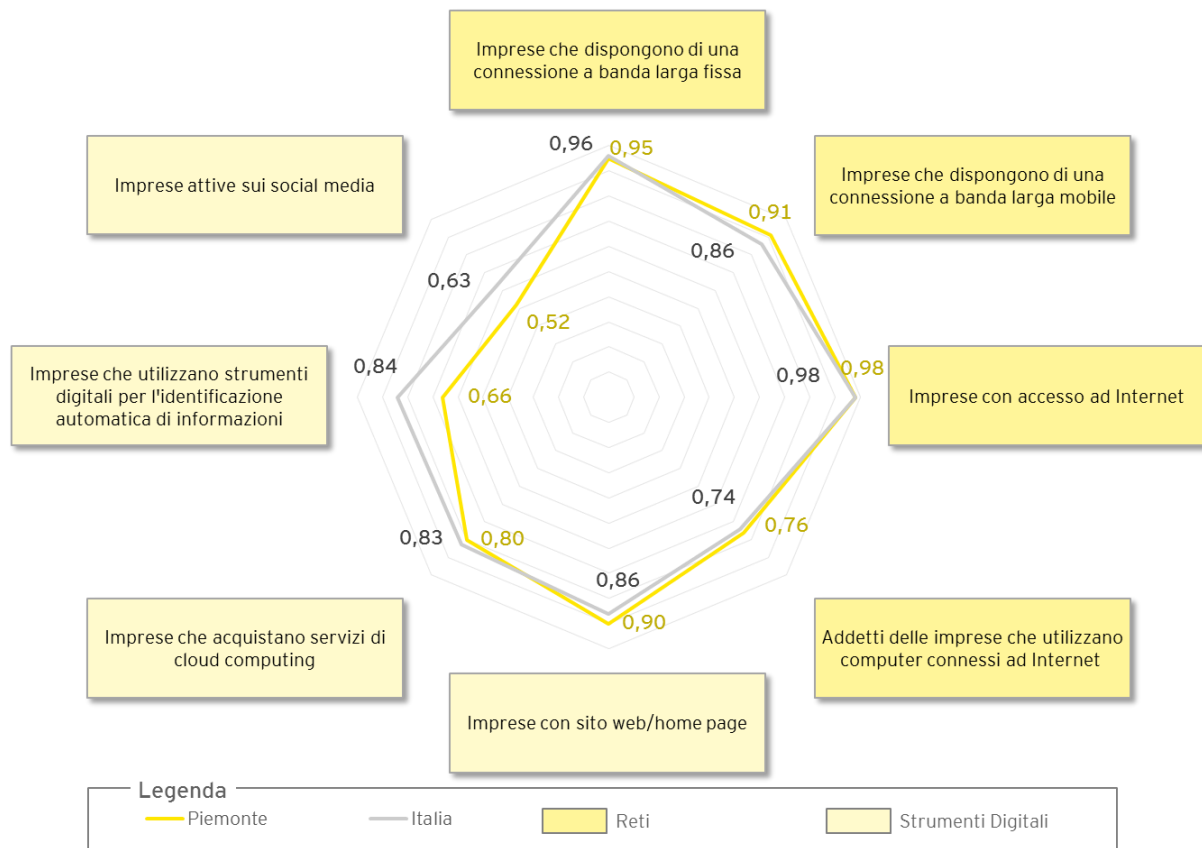 Imprese che dispongono di una
connessione a banda larga fissa
Imprese attive sui social media
0,96
0,95
Imprese che dispongono di una
connessione a banda larga mobile
0,91
0,86
0,63
0,52
Imprese che utilizzano strumenti
digitali per l'identificazione
automatica di informazioni
0,84
0,66
0,98
0,98
Imprese con accesso ad Internet
0,74
0,76
0,83
0,80
0,86
0,90
Imprese che acquistano servizi di
cloud computing
Addetti delle imprese che utilizzano
computer connessi ad Internet
Imprese con sito web/home page
Legenda
Piemonte
Italia
Reti
Strumenti Digitali